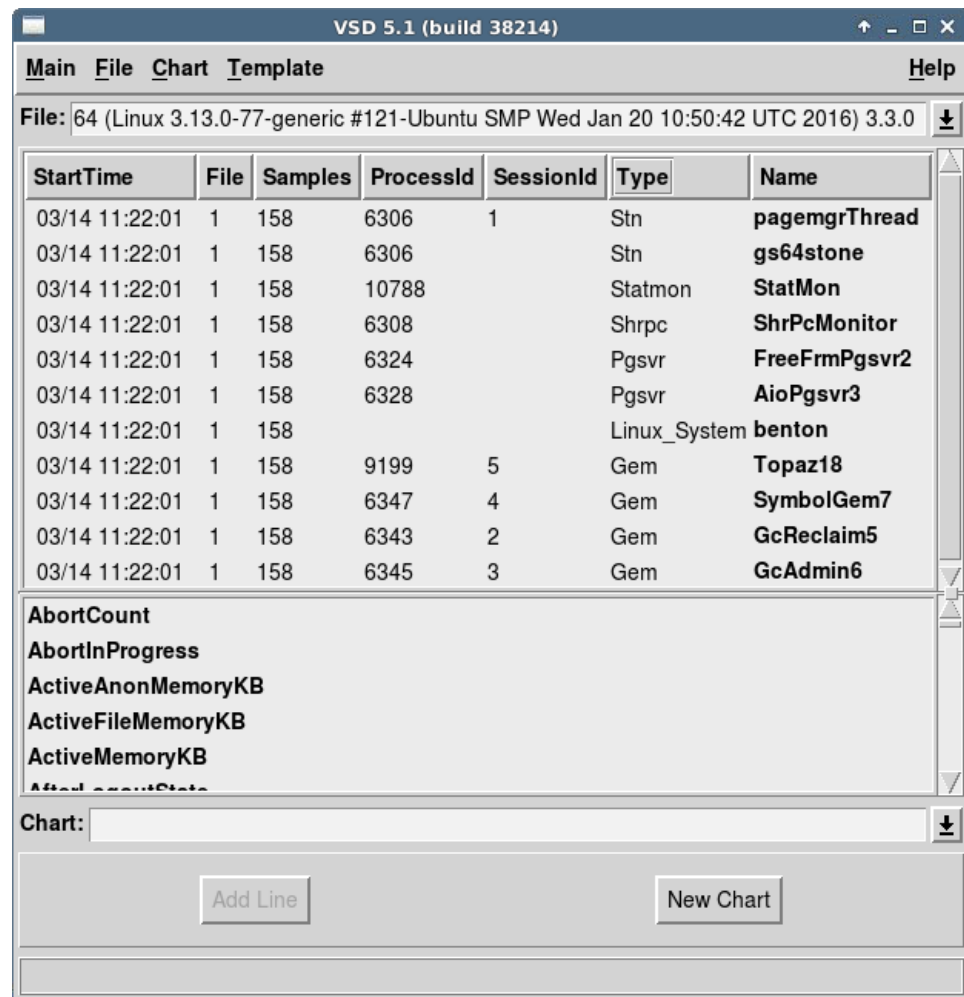 VSD 5.1 (build 38214)
Main File Chart Template Help
File: 64 (Linux 3.13.0-77-generic #121-Ubuntu SMP Wed Jan 20 10:50:42 UTC 2016) 3.3.0
StartTime File Samples ProcessId SessionId Type Name
03/14 11:22:01 1 158 6306 1 Stn pagemgrThread
03/14 11:22:01 1 158 6306 Stn gs64stone
03/14 11:22:01 1 158 10788 Statmon StatMon
03/14 11:22:01 1 158 6308 Shrpc ShrPcMonitor
03/14 11:22:01 1 158 6324 Pgsvr FreeFrmPgsvr2
03/14 11:22:01 1 158 6328 Pgsvr AioPgsvr3
03/14 11:22:01 1 158 Linux_System benton
03/14 11:22:01 1 158 9199 5 Gem Topaz18
03/14 11:22:01 1 158 6347 4 Gem SymbolGem7
03/14 11:22:01 1 158 6343 2 Gem GcReclaim5
03/14 11:22:01 1 158 6345 3 Gem GcAdmin6
AbortCount
AbortInProgress
ActiveAnonMemoryKB
ActiveFileMemoryKB
ActiveMemoryKB
AfterLogoutState
Chart:
Add Line New Chart